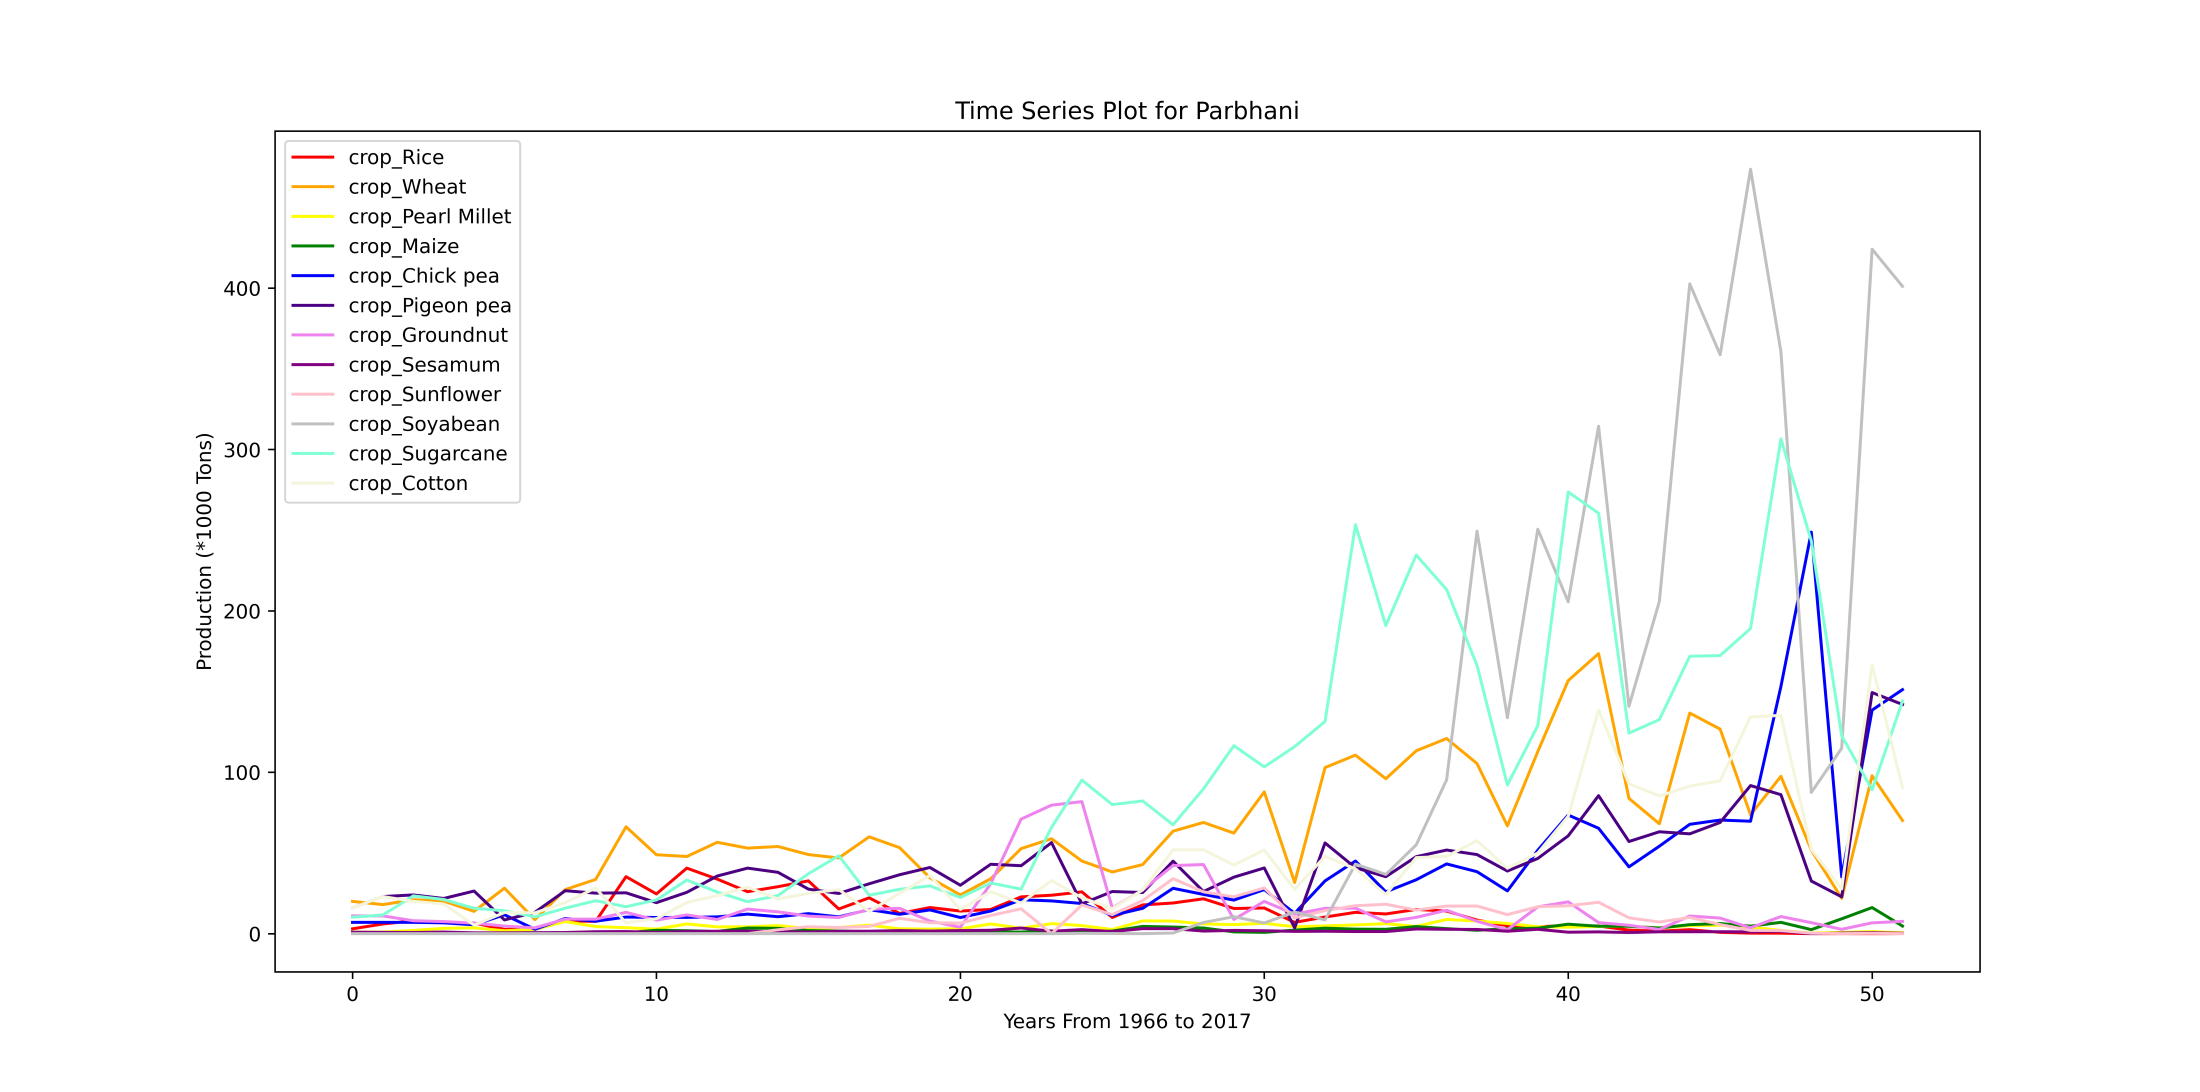 Time Series Plot for Parbhani
crop_Rice
crop_Wheat
crop_Pearl Millet
crop_Maize
crop_Chick pea
crop_Pigeon pea
crop_Groundnut
crop_Sesamum
crop_Sunflower
crop_Soyabean
crop_Sugarcane
crop_Cotton
Production (*1000 Tons)
400
300
200
100
0
0 10 20 30 40 50
Years From 1966 to 2017